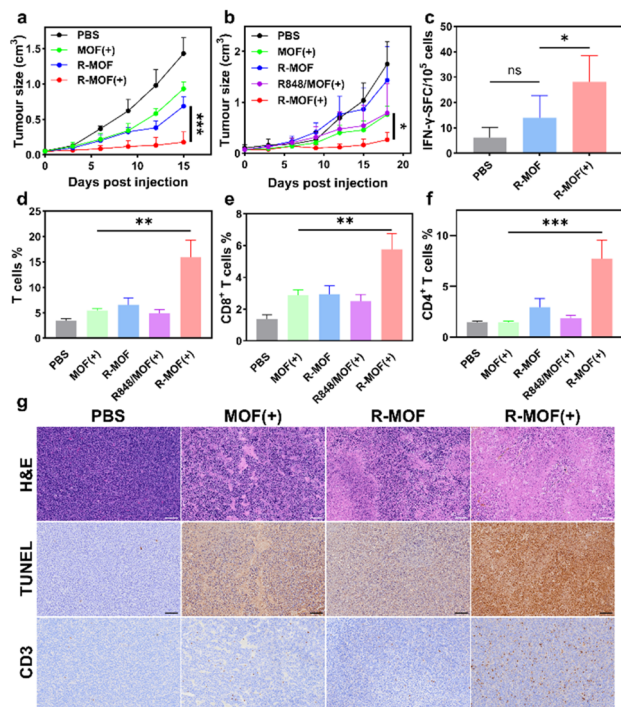 a
Tumour size (cm³)
1.5
1.0
0.5
0.0
0
5
10
15
Days post injection
PBS
MOF(+)
R-MOF
R-MOF(+)
***
b
Tumour size (cm³)
2
1
0
0
5
10
15
20
Days post injection
PBS
MOF(+)
R-MOF
R848/MOF(+)
R-MOF(+)
*
c
IFN-γ-SFC/10⁵ cells
50
40
30
20
10
0
ns
*
PBS
R-MOF
R-MOF(+)
d
T cells %
25
20
15
10
5
0
**
PBS
MOF(+)
R-MOF
R848/MOF(+)
R-MOF(+)
e
CD8⁺ T cells %
8
6
4
2
0
**
PBS
MOF(+)
R-MOF
R848/MOF(+)
R-MOF(+)
f
CD4⁺ T cells %
10
5
0
***
PBS
MOF(+)
R-MOF
R848/MOF(+)
R-MOF(+)
g
PBS
MOF(+)
R-MOF
R-MOF(+)
H&E
TUNEL
CD3